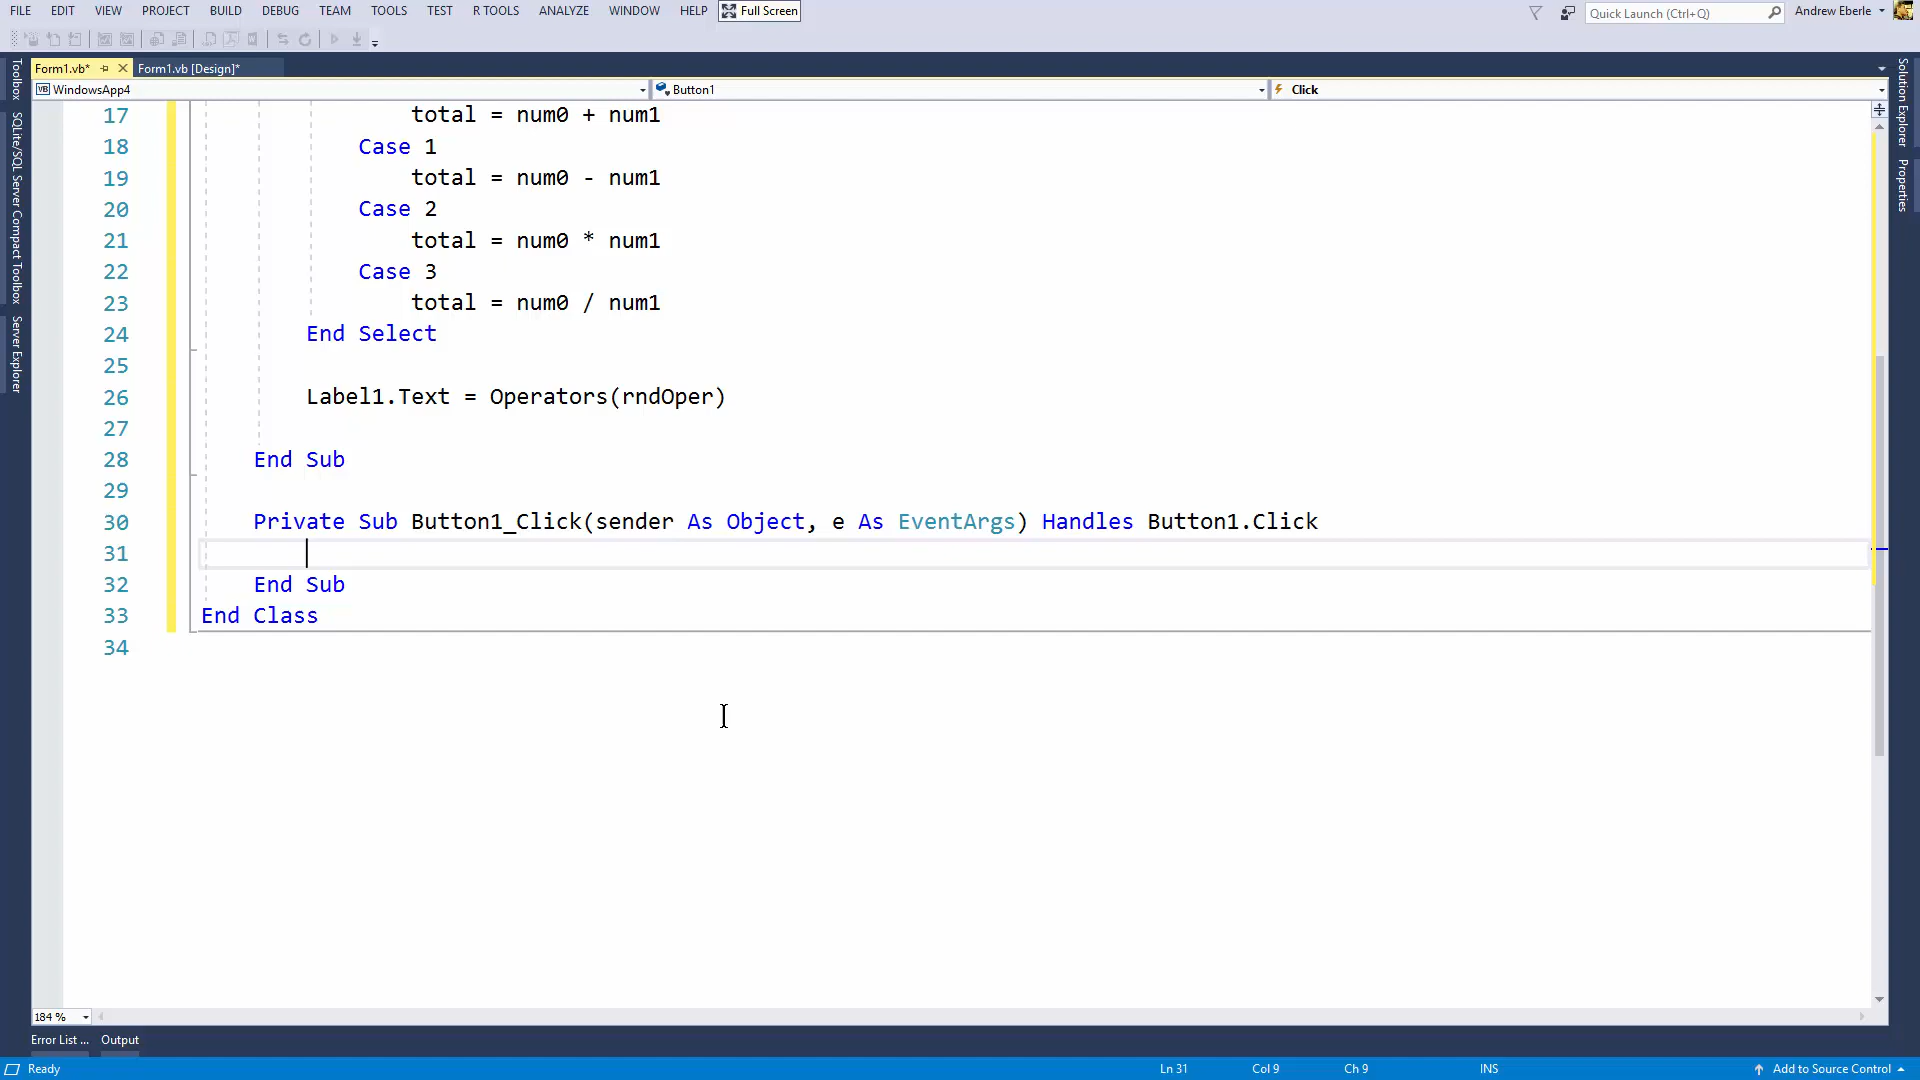 FILE EDIT VIEW PROJECT BUILD DEBUG TEAM TOOLS TEST R TOOLS ANALYZE WINDOW HELP Full Screen Quick Launch (Ctrl+Q) Andrew Eberle
Form1.vb* Form1.vb [Design]*
VB WindowsApp4 Button1 Click
Toolbox
SQLite/SQL Server Compact Toolbox
Server Explorer
17 total = num0 + num1
18 Case 1
19 total = num0 - num1
20 Case 2
21 total = num0 * num1
22 Case 3
23 total = num0 / num1
24 End Select
25
26 Label1.Text = Operators(rndOper)
27
28 End Sub
29
30 Private Sub Button1_Click(sender As Object, e As EventArgs) Handles Button1.Click
31
32 End Sub
33 End Class
34
Solution Explorer
Properties
184 %
Error List ... Output
Ready Ln 31 Col 9 Ch 9 INS Add to Source Control